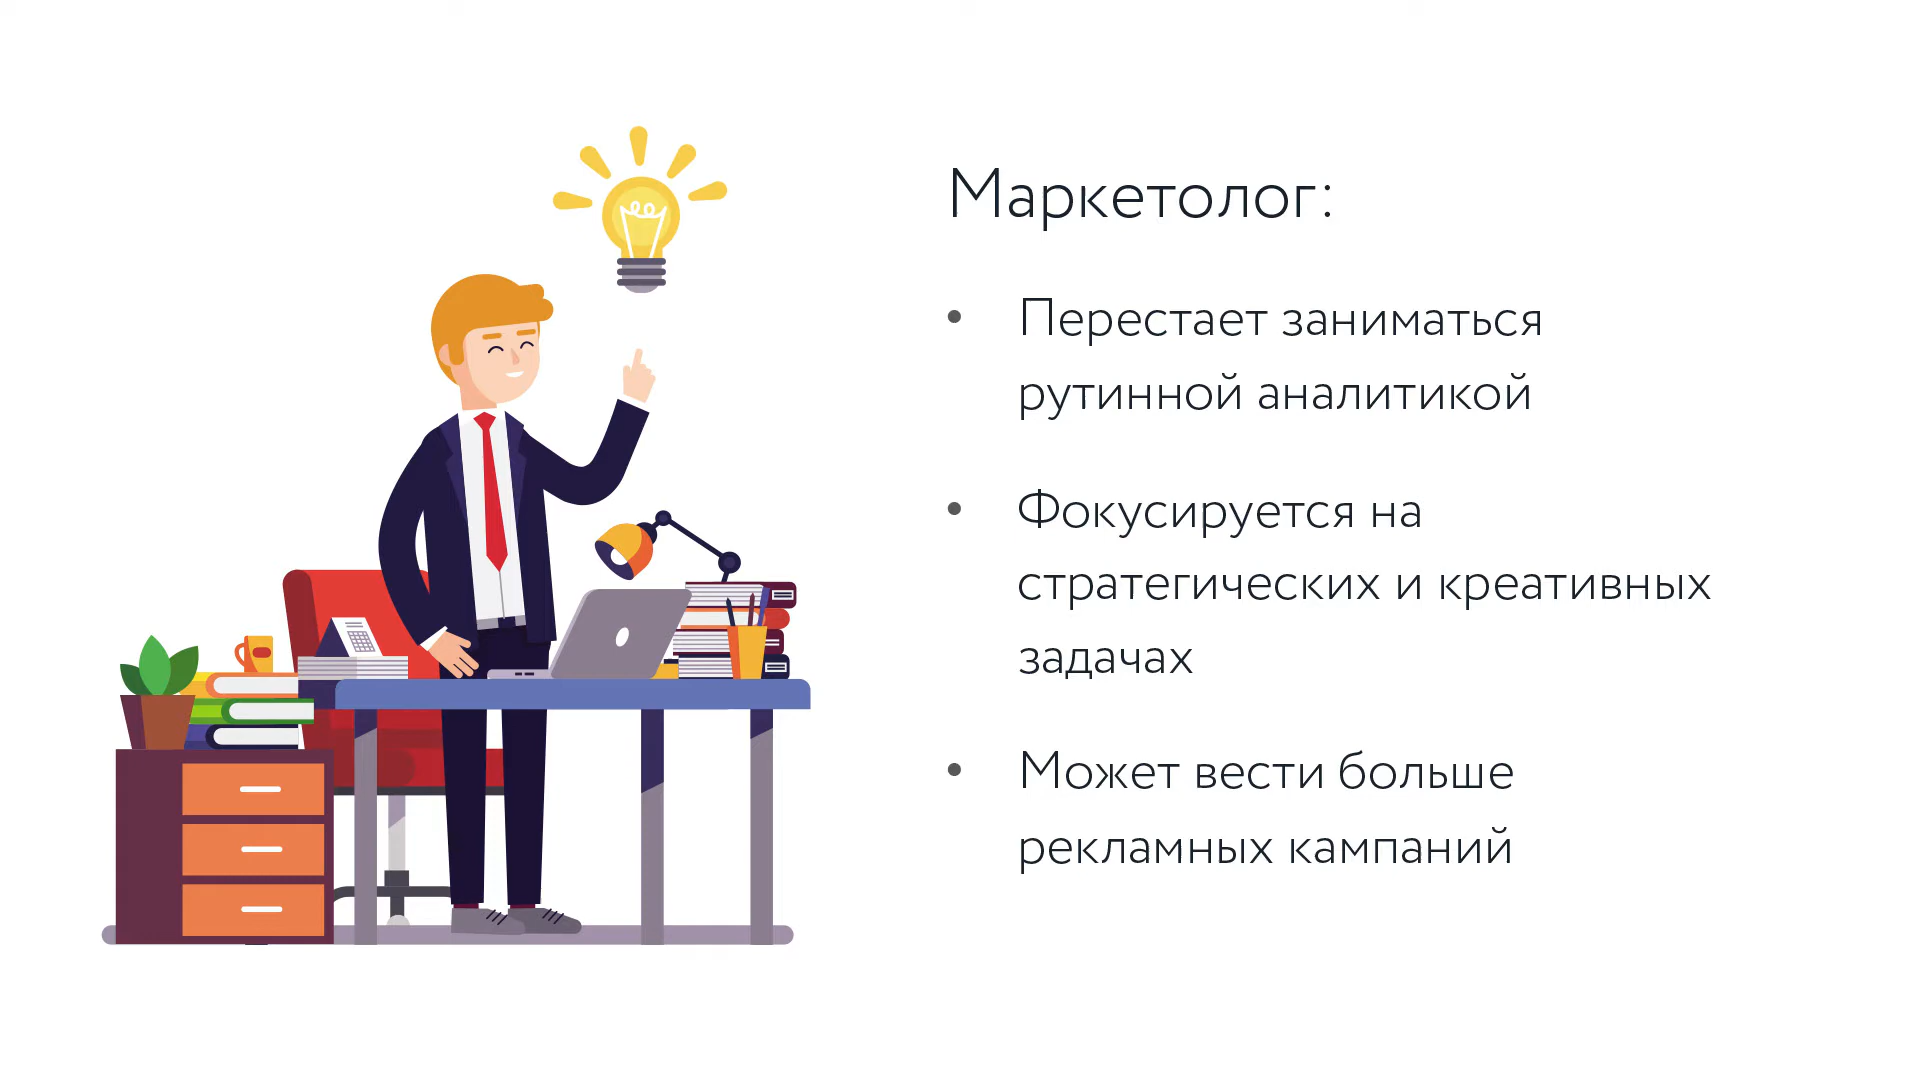 Маркетолог:
• Перестает заниматься
рутинной аналитикой
• Фокусируется на
стратегических и креативных
задачах
• Может вести больше
рекламных кампаний